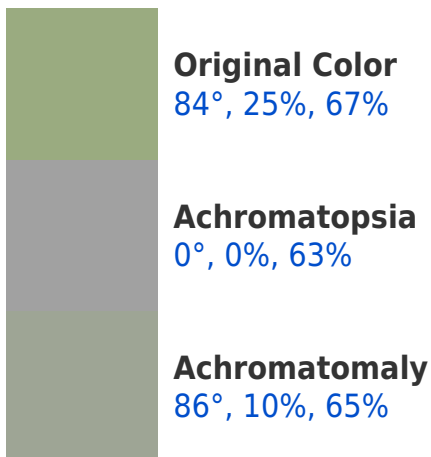 Original Color
84°, 25%, 67%
Achromatopsia
0°, 0%, 63%
Achromatomaly
86°, 10%, 65%